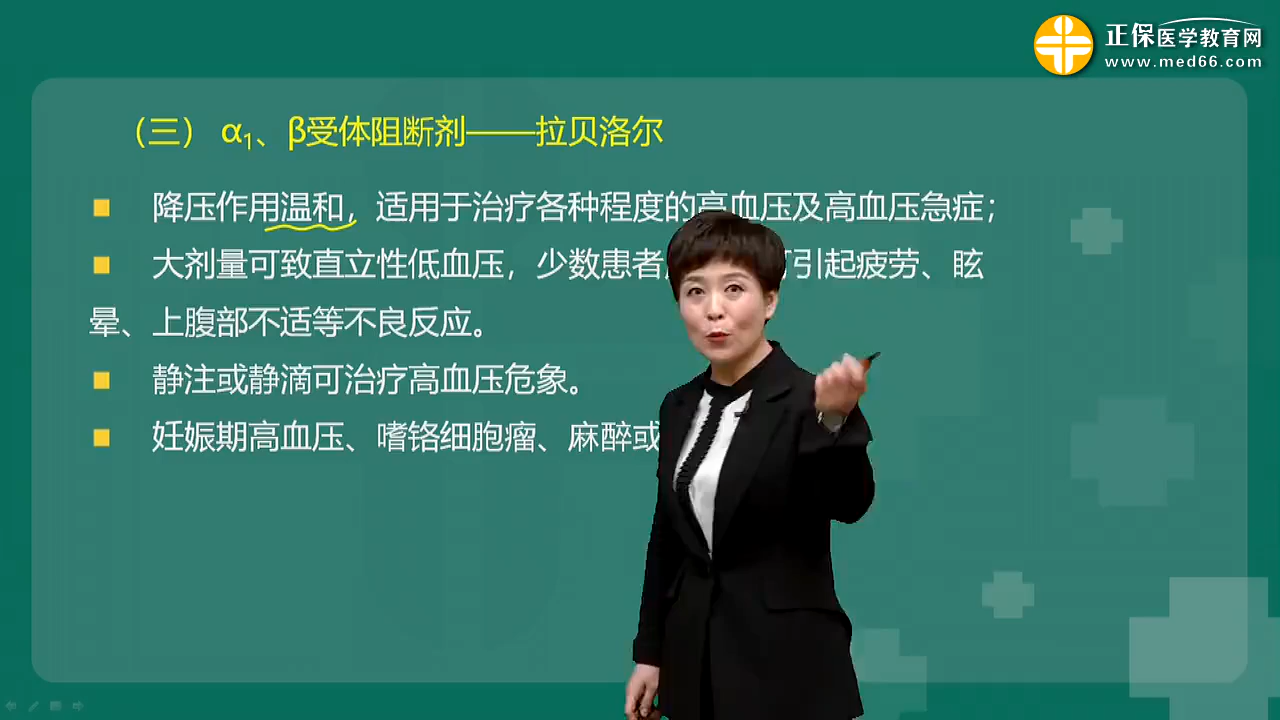 正保医学教育网
www.med66.com
（三） α1、β受体阻断剂——拉贝洛尔
降压作用温和，适用于治疗各种程度的高血压及高血压急症；
大剂量可致直立性低血压，少数患者 引起疲劳、眩
晕、上腹部不适等不良反应。
静注或静滴可治疗高血压危象。
妊娠期高血压、嗜铬细胞瘤、麻醉或